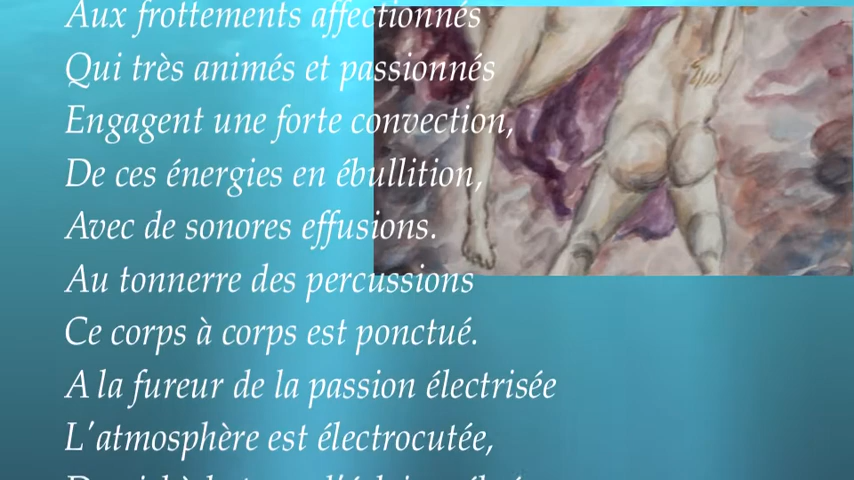 Aux frottements affectionnés
Qui très animés et passionnés
Engagent une forte convection,
De ces énergies en ébullition,
Avec de sonores effusions.
Au tonnerre des percussions
Ce corps à corps est ponctué.
A la fureur de la passion électrisée
L'atmosphère est électrocutée,